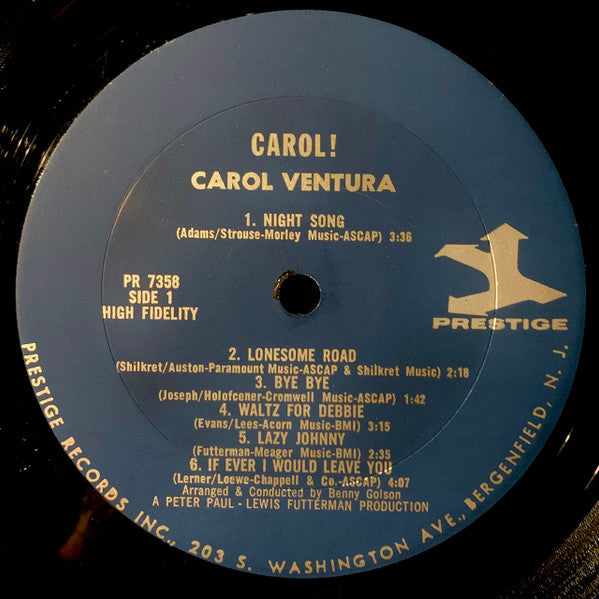 CAROL!
CAROL VENTURA
1. NIGHT SONG
(Adams/Strouse-Morley Music-ASCAP) 3:36
PR 7358
SIDE 1
HIGH FIDELITY
PRESTIGE
2. LONESOME ROAD
(Shilkret/Auston-Paramount Music-ASCAP & Shilkret Music) 2:18
3. BYE BYE
(Joseph/Holofcener-Cromwell Music-ASCAP) 1:42
4. WALTZ FOR DEBBIE
(Evans/Lees-Acorn Music-BMI) 3:15
5. LAZY JOHNNY
(Futterman-Meager Music-BMI) 2:35
6. IF EVER I WOULD LEAVE YOU
(Lerner/Loewe-Chappell & Co.-ASCAP) 4:07
Arranged & Conducted by Benny Golson
A PETER PAUL - LEWIS FUTTERMAN PRODUCTION
PRESTIGE RECORDS INC., 203 S. WASHINGTON AVE., BERGENFIELD, N. J.